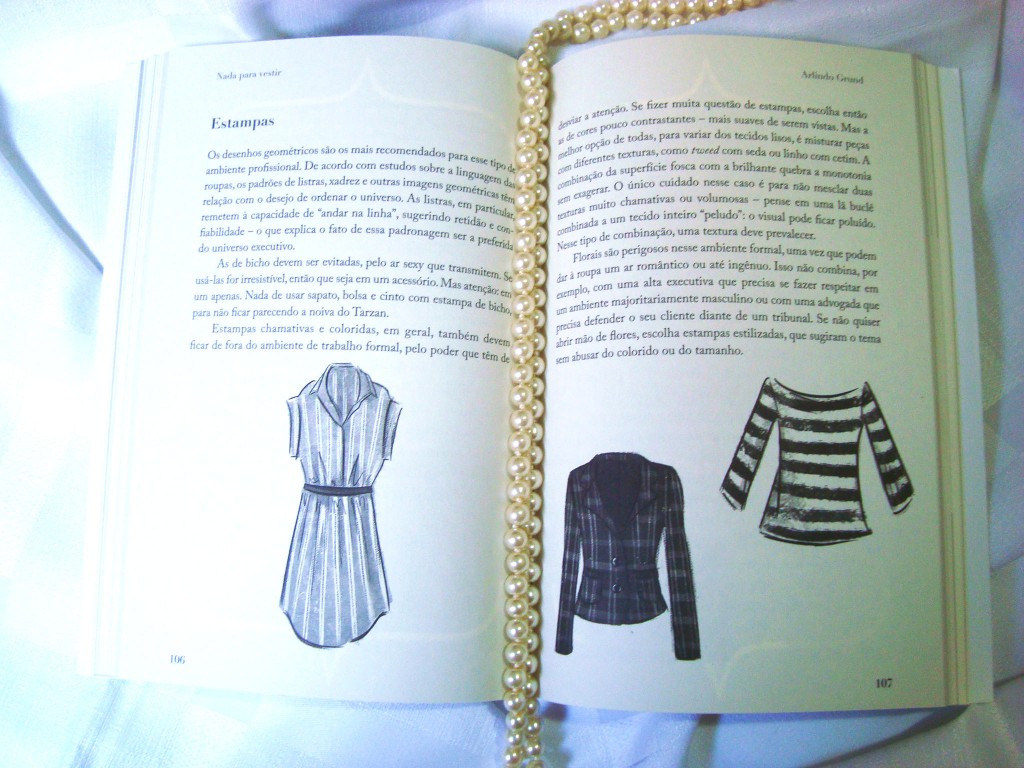 Nada para vestir
Estampas
Os desenhos geométricos são os mais recomendados para esse tipo de
ambiente profissional. De acordo com estudos sobre a linguagem das
roupas, os padrões de listras, xadrez e outras imagens geométricas têm
relação com o desejo de ordenar o universo. As listras, em particular,
remetem à capacidade de “andar na linha”, sugerindo retidão e con-
fiabilidade – o que explica o fato de essa padronagem ser a preferida
do universo executivo.
As de bicho devem ser evitadas, pelo ar sexy que transmitem. Se
usá-las for irresistível, então que seja em um acessório. Mas atenção: em
um apenas. Nada de usar sapato, bolsa e cinto com estampa de bicho,
para não ficar parecendo a noiva do Tarzan.
Estampas chamativas e coloridas, em geral, também devem
ficar de fora do ambiente de trabalho formal, pelo poder que têm de
106
Arlindo Grund
desviar a atenção. Se fizer muita questão de estampas, escolha então
as de cores pouco contrastantes – mais suaves de serem vistas. Mas a
melhor opção de todas, para variar dos tecidos lisos, é misturar peças
com diferentes texturas, como tweed com seda ou linho com cetim. A
combinação da superfície fosca com a brilhante quebra a monotonia
sem exagerar. O único cuidado nesse caso é para não mesclar duas
texturas muito chamativas ou volumosas – pense em uma lã buclê
combinada a um tecido inteiro “peludo”: o visual pode ficar poluído.
Nesse tipo de combinação, uma textura deve prevalecer.
Florais são perigosos nesse ambiente formal, uma vez que podem
dar à roupa um ar romântico ou até ingênuo. Isso não combina, por
exemplo, com uma alta executiva que precisa se fazer respeitar em
um ambiente majoritariamente masculino ou com uma advogada que
precisa defender o seu cliente diante de um tribunal. Se não quiser
abrir mão de flores, escolha estampas estilizadas, que sugiram o tema
sem abusar do colorido ou do tamanho.
107